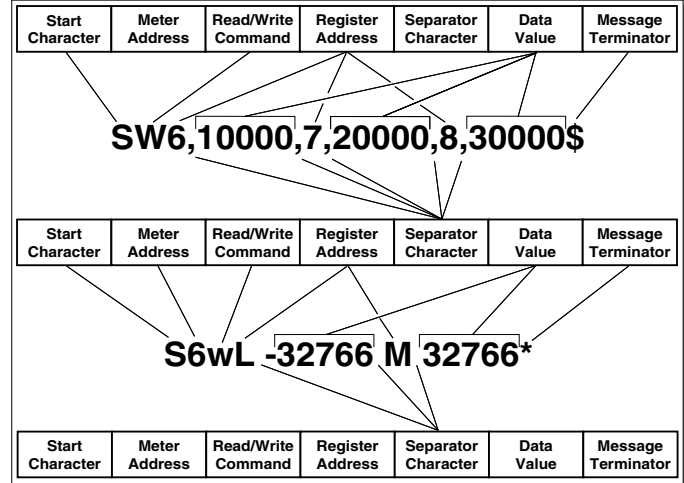 Start Character Meter Address Read/Write Command Register Address Separator Character Data Value Message Terminator
SW6,10000,7,20000,8,30000$
Start Character Meter Address Read/Write Command Register Address Separator Character Data Value Message Terminator
S6wL -32766 M 32766*
Start Character Meter Address Read/Write Command Register Address Separator Character Data Value Message Terminator